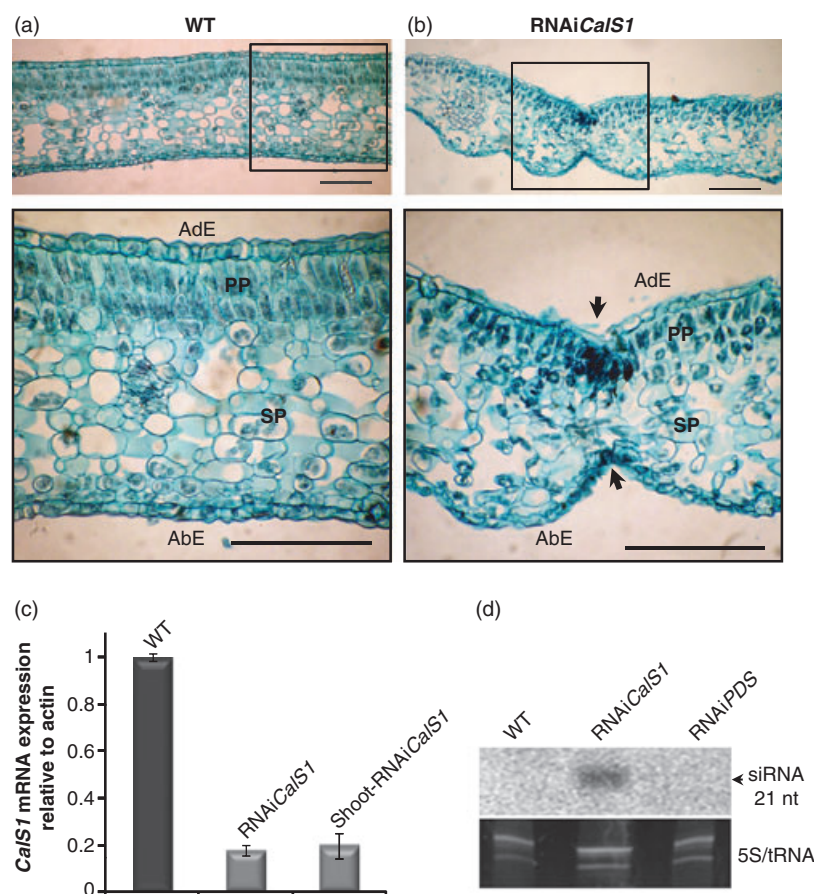 (a) WT
(b) RNAiCalS1
AdE
PP
SP
AbE
AdE
PP
SP
AbE
(c)
CalS1 mRNA expression
relative to actin
1
0.8
0.6
0.4
0.2
0
WT
RNAiCalS1
Shoot-RNAiCalS1
(d)
WT
RNAiCalS1
RNAiPDS
siRNA
21 nt
5S/tRNA